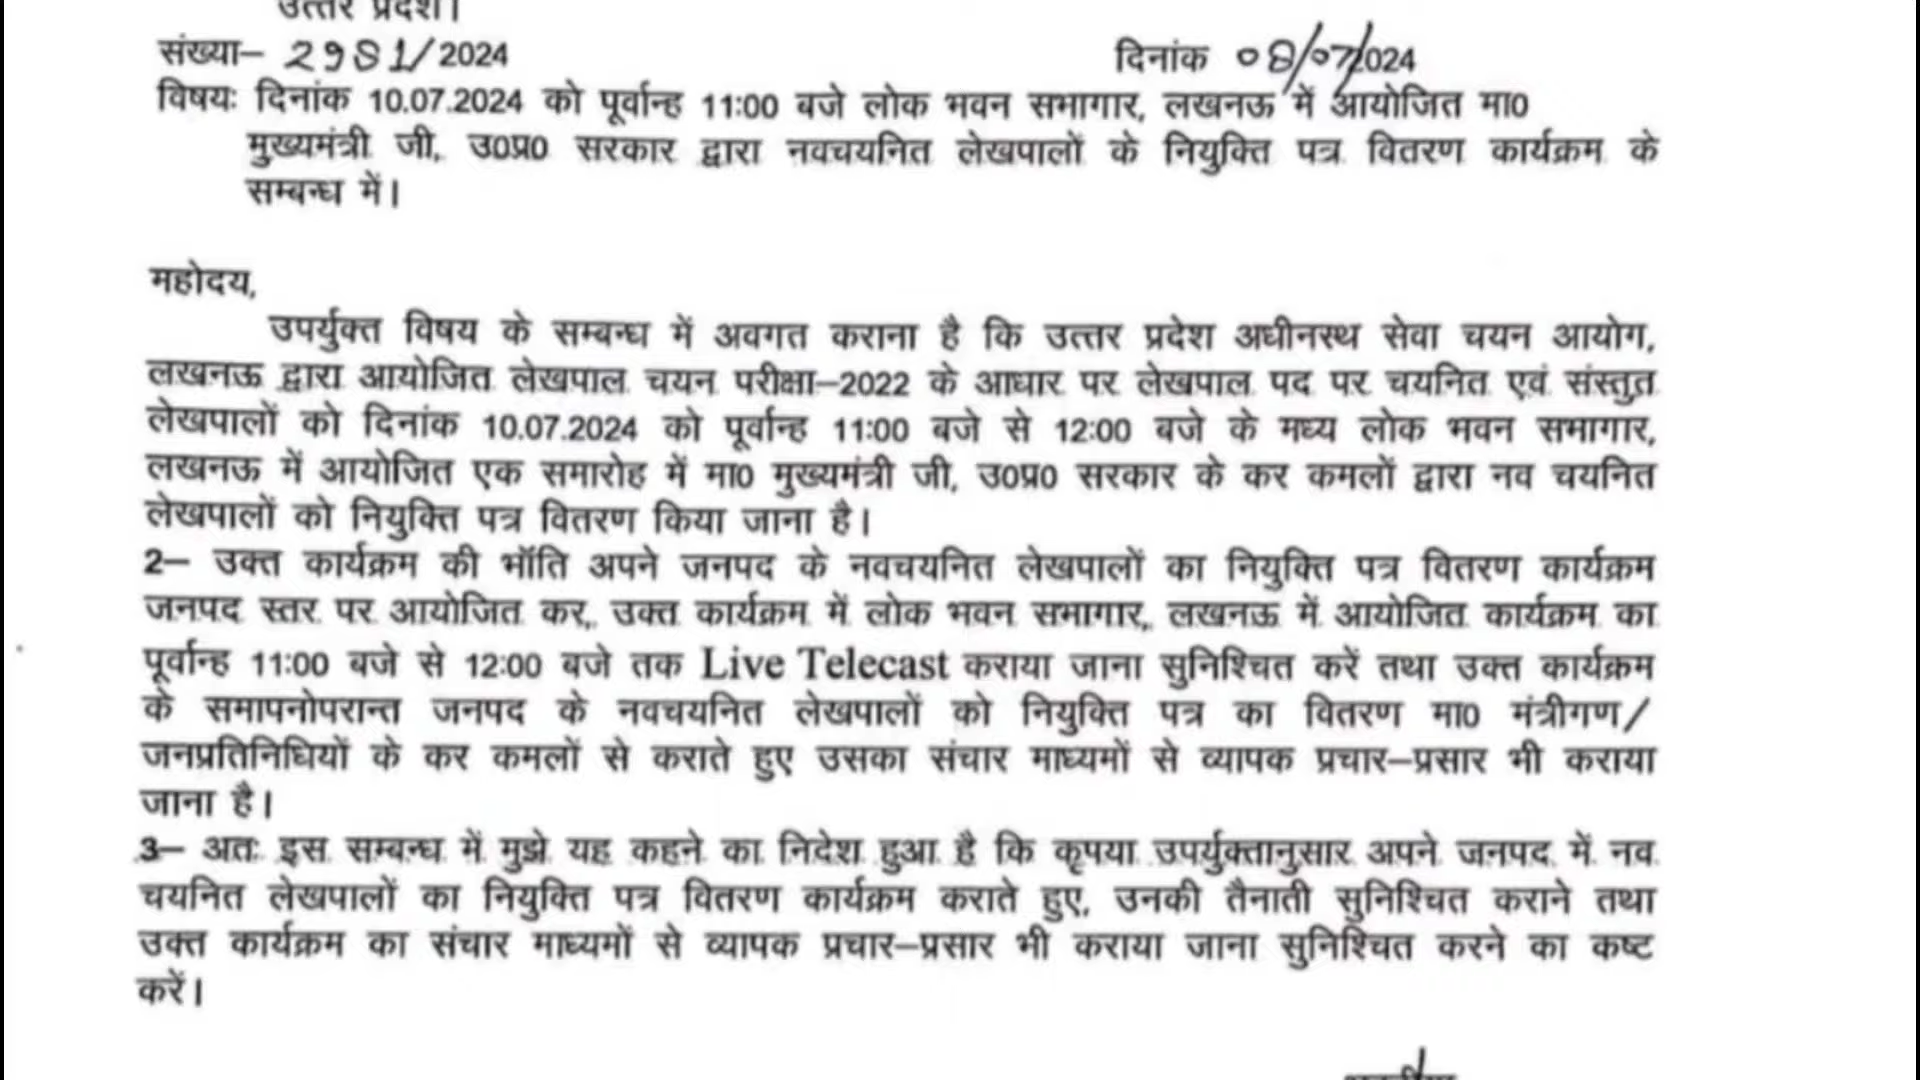 उत्तर प्रदेश।
संख्या– 2981/2024 दिनांक 08/07/2024
विषयः दिनांक 10.07.2024 को पूर्वान्ह 11:00 बजे लोक भवन सभागार, लखनऊ में आयोजित मा0
मुख्यमंत्री जी, उ0प्र0 सरकार द्वारा नवचयनित लेखपालों के नियुक्ति पत्र वितरण कार्यक्रम के
सम्बन्ध में।
महोदय,
उपर्युक्त विषय के सम्बन्ध में अवगत कराना है कि उत्तर प्रदेश अधीनस्थ सेवा चयन आयोग,
लखनऊ द्वारा आयोजित लेखपाल चयन परीक्षा–2022 के आधार पर लेखपाल पद पर चयनित एवं संस्तुत
लेखपालों को दिनांक 10.07.2024 को पूर्वान्ह 11:00 बजे से 12:00 बजे के मध्य लोक भवन सभागार,
लखनऊ में आयोजित एक समारोह में मा0 मुख्यमंत्री जी, उ0प्र0 सरकार के कर कमलों द्वारा नव चयनित
लेखपालों को नियुक्ति पत्र वितरण किया जाना है।
2– उक्त कार्यक्रम की भॉति अपने जनपद के नवचयनित लेखपालों का नियुक्ति पत्र वितरण कार्यक्रम
जनपद स्तर पर आयोजित कर, उक्त कार्यक्रम में लोक भवन सभागार, लखनऊ में आयोजित कार्यक्रम का
पूर्वान्ह 11:00 बजे से 12:00 बजे तक Live Telecast कराया जाना सुनिश्चित करें तथा उक्त कार्यक्रम
के समापनोपरान्त जनपद के नवचयनित लेखपालों को नियुक्ति पत्र का वितरण मा0 मंत्रीगण/
जनप्रतिनिधियों के कर कमलों से कराते हुए उसका संचार माध्यमों से व्यापक प्रचार–प्रसार भी कराया
जाना है।
3– अतः इस सम्बन्ध में मुझे यह कहने का निदेश हुआ है कि कृपया उपर्युक्तानुसार अपने जनपद में नव
चयनित लेखपालों का नियुक्ति पत्र वितरण कार्यक्रम कराते हुए, उनकी तैनाती सुनिश्चित कराने तथा
उक्त कार्यक्रम का संचार माध्यमों से व्यापक प्रचार–प्रसार भी कराया जाना सुनिश्चित करने का कष्ट
करें।